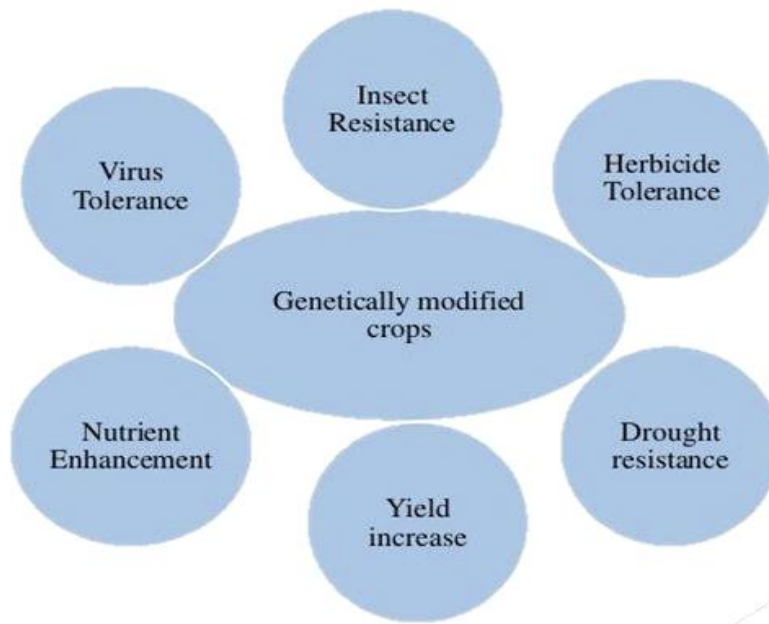 Insect
Resistance
Virus
Tolerance
Herbicide
Tolerance
Genetically modified
crops
Nutrient
Enhancement
Drought
resistance
Yield
increase